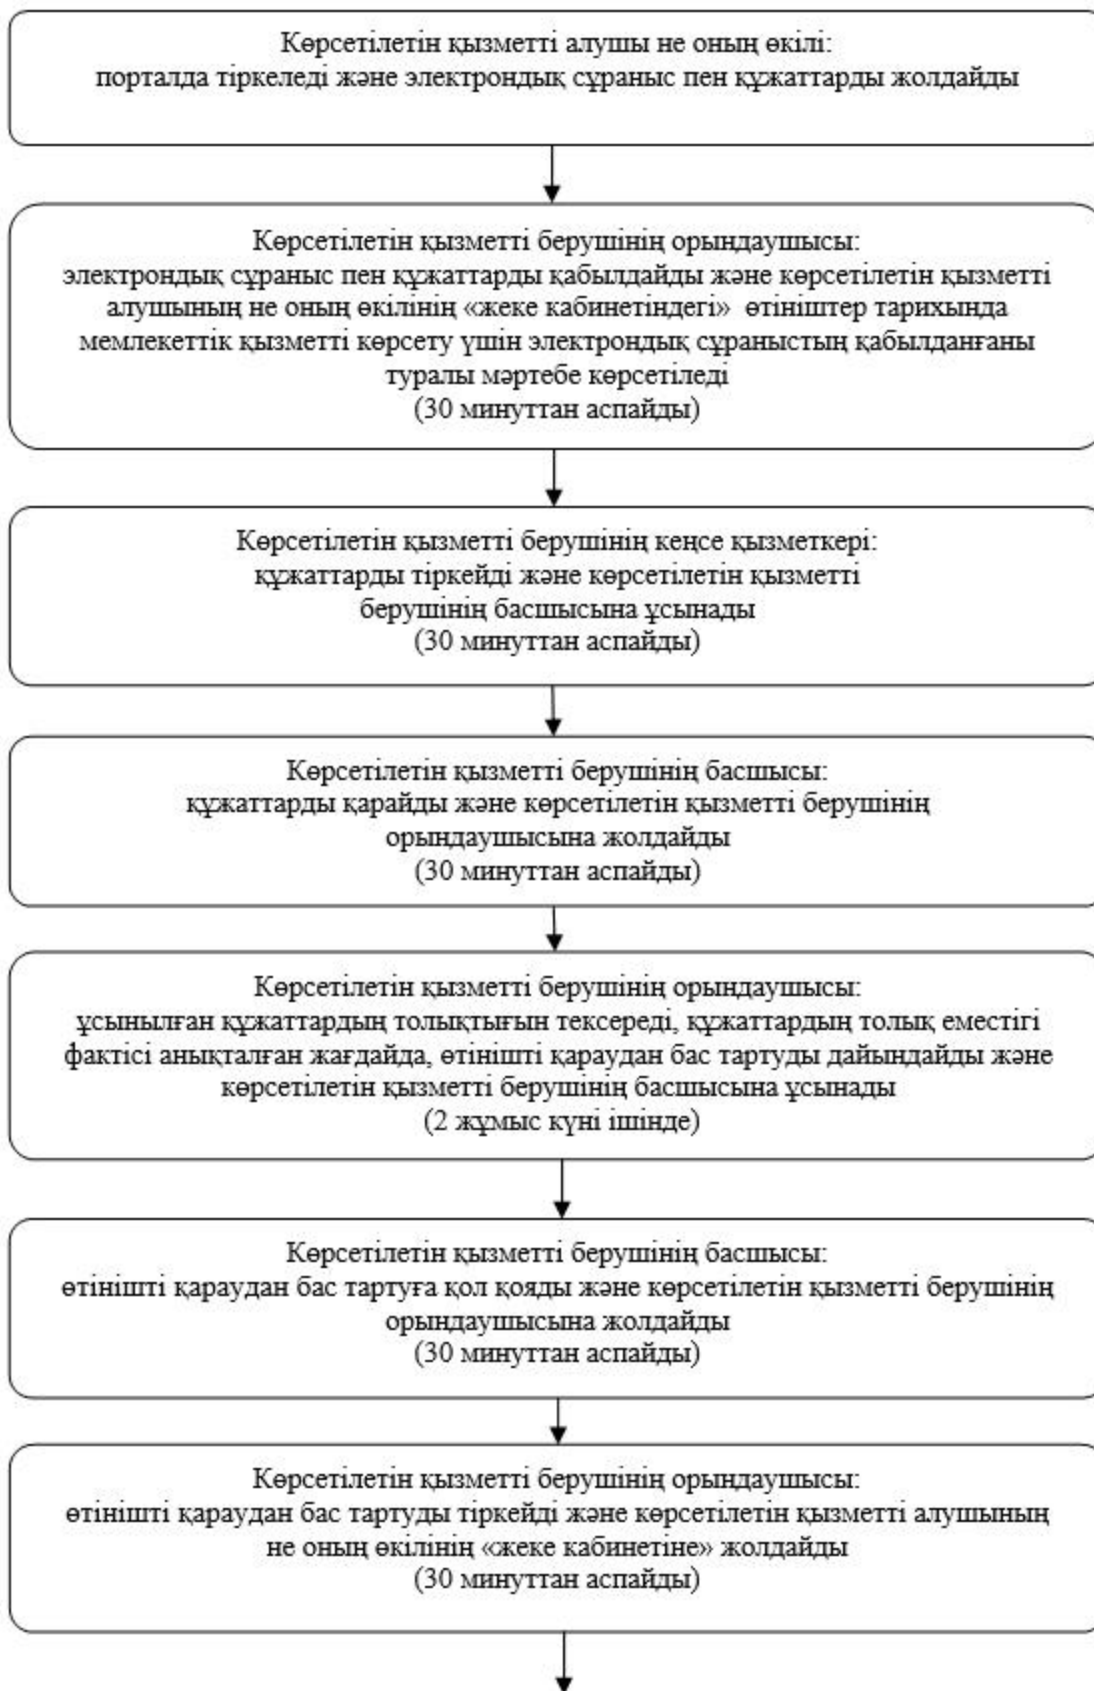 Көрсетілетін қызметті алушы не оның өкілі:
порталда тіркеледі және электрондық сұраныс пен құжаттарды жолдайды
Көрсетілетін қызметті берушінің орындаушысы:
электрондық сұраныс пен құжаттарды қабылдайды және көрсетілетін қызметті
алушының не оның өкілінің «жеке кабинетіндегі» өтініштер тарихында
мемлекеттік қызметті көрсету үшін электрондық сұраныстың қабылданғаны
туралы мәртебе көрсетіледі
(30 минуттан аспайды)
Көрсетілетін қызметті берушінің кеңсе қызметкері:
құжаттарды тіркейді және көрсетілетін қызметті
берушінің басшысына ұсынады
(30 минуттан аспайды)
Көрсетілетін қызметті берушінің басшысы:
құжаттарды қарайды және көрсетілетін қызметті берушінің
орындаушысына жолдайды
(30 минуттан аспайды)
Көрсетілетін қызметті берушінің орындаушысы:
ұсынылған құжаттардың толықтығын тексереді, құжаттардың толық еместігі
фактісі анықталған жағдайда, өтінішті қараудан бас тартуды дайындайды және
көрсетілетін қызметті берушінің басшысына ұсынады
(2 жұмыс күні ішінде)
Көрсетілетін қызметті берушінің басшысы:
өтінішті қараудан бас тартуға қол қояды және көрсетілетін қызметті берушінің
орындаушысына жолдайды
(30 минуттан аспайды)
Көрсетілетін қызметті берушінің орындаушысы:
өтінішті қараудан бас тартуды тіркейді және көрсетілетін қызметті алушының
не оның өкілінің «жеке кабинетіне» жолдайды
(30 минуттан аспайды)